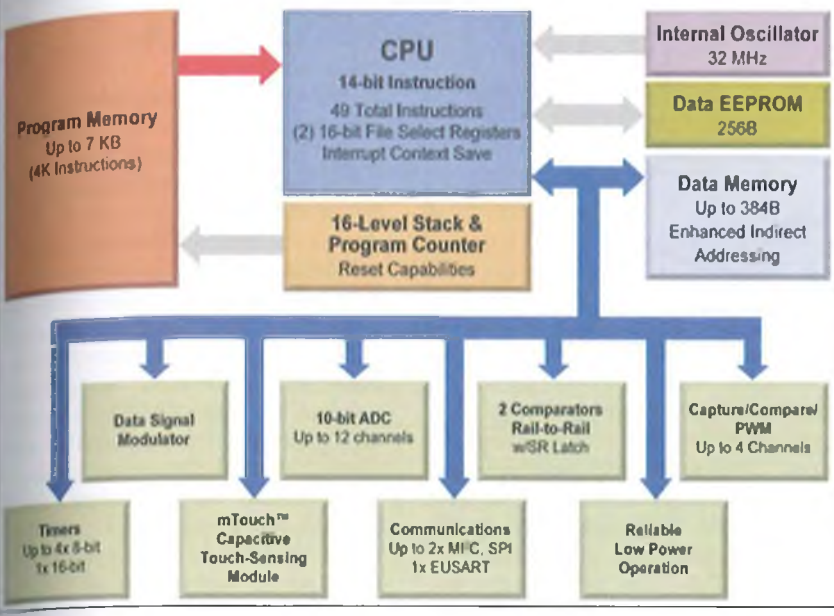 CPU
14-bit Instruction
49 Total Instructions
(2) 16-bit File Select Registers
Interrupt Context Save
Internal Oscillator
32 MHz
Data EEPROM
256B
Program Memory
Up to 7 KB
(4K Instructions)
Data Memory
Up to 384B
Enhanced Indirect
Addressing
16-Level Stack &
Program Counter
Reset Capabilities
Data Signal
Modulator
10-bit ADC
Up to 12 channels
2 Comparators
Rail-to-Rail
w/SR Latch
Capture/Compare/
PWM
Up to 4 Channels
Timers
Up to 4x 8-bit
1x 16-bit
mTouch™
Capacitive
Touch-Sensing
Module
Communications
Up to 2x MI²C, SPI
1x EUSART
Reliable
Low Power
Operation